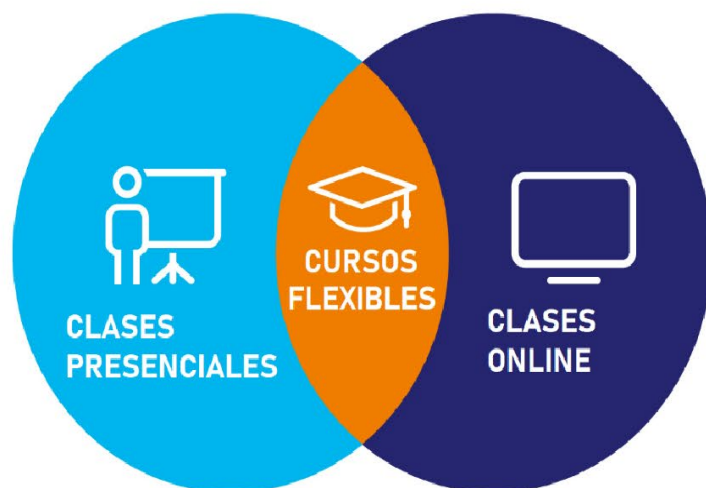 CLASES
PRESENCIALES
CURSOS
FLEXIBLES
CLASES
ONLINE